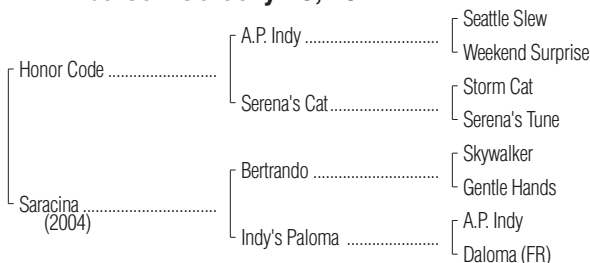 Honor Code
Saracina
(2004)
A.P. Indy
Serena's Cat
Bertrando
Indy's Paloma
Seattle Slew
Weekend Surprise
Storm Cat
Serena's Tune
Skywalker
Gentle Hands
A.P. Indy
Daloma (FR)